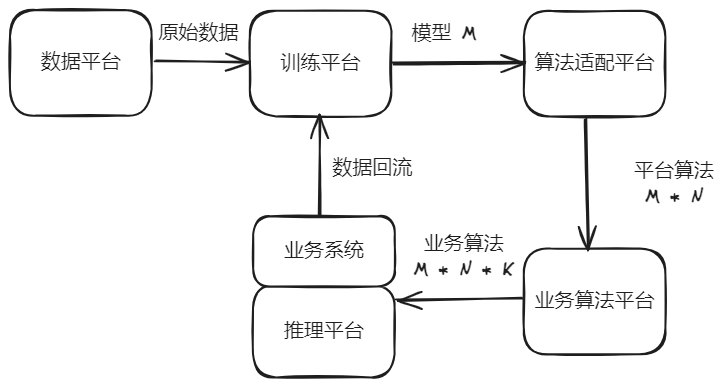 数据平台
原始数据
训练平台
模型 M
算法适配平台
数据回流
平台算法
M * N
业务系统
业务算法
M * N * K
推理平台
业务算法平台